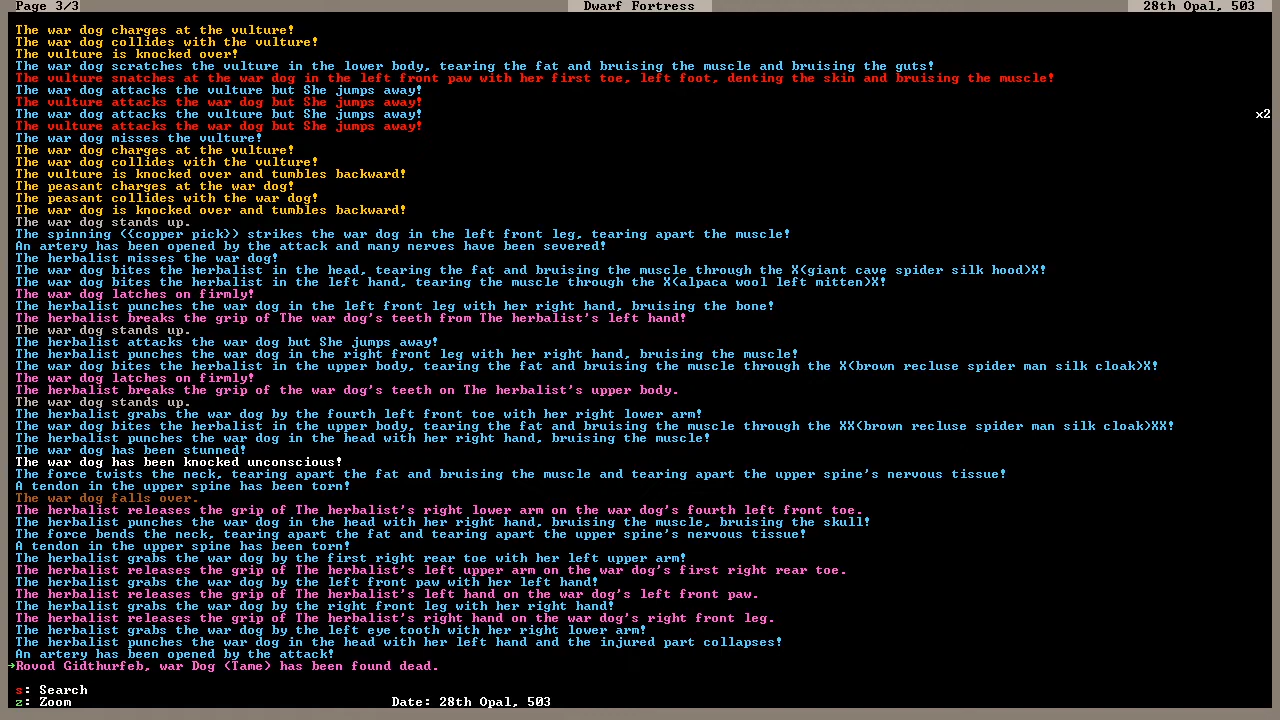 Page 3/3 Dwarf Fortress 28th Opal, 503
The war dog charges at the vulture!
The war dog collides with the vulture!
The vulture is knocked over!
The war dog scratches the vulture in the lower body, tearing the fat and bruising the muscle and bruising the guts!
The vulture snatches at the war dog in the left front paw with her first toe, left foot, denting the skin and bruising the muscle!
The war dog attacks the vulture but She jumps away!
The vulture attacks the war dog but She jumps away!
The war dog attacks the vulture but She jumps away! x2
The vulture attacks the war dog but She jumps away!
The war dog misses the vulture!
The war dog charges at the vulture!
The war dog collides with the vulture!
The vulture is knocked over and tumbles backward!
The peasant charges at the war dog!
The peasant collides with the war dog!
The war dog is knocked over and tumbles backward!
The war dog stands up.
The spinning ({copper pick}) strikes the war dog in the left front leg, tearing apart the muscle!
An artery has been opened by the attack and many nerves have been severed!
The herbalist misses the war dog!
The war dog bites the herbalist in the head, tearing the fat and bruising the muscle through the X(giant cave spider silk hood)X!
The war dog bites the herbalist in the left hand, tearing the muscle through the X(alpaca wool left mitten)X!
The war dog latches on firmly!
The herbalist punches the war dog in the left front leg with her right hand, bruising the bone!
The herbalist breaks the grip of The war dog's teeth from The herbalist's left hand!
The war dog stands up.
The herbalist attacks the war dog but She jumps away!
The herbalist punches the war dog in the right front leg with her right hand, bruising the muscle!
The war dog bites the herbalist in the upper body, tearing the fat and bruising the muscle through the X(brown recluse spider man silk cloak)X!
The war dog latches on firmly!
The herbalist breaks the grip of the war dog's teeth on The herbalist's upper body.
The war dog stands up.
The herbalist grabs the war dog by the fourth left front toe with her right lower arm!
The war dog bites the herbalist in the upper body, tearing the fat and bruising the muscle through the XX(brown recluse spider man silk cloak)XX!
The herbalist punches the war dog in the head with her right hand, bruising the muscle!
The war dog has been stunned!
The war dog has been knocked unconscious!
The force twists the neck, tearing apart the fat and bruising the muscle and tearing apart the upper spine's nervous tissue!
A tendon in the upper spine has been torn!
The war dog falls over.
The herbalist releases the grip of The herbalist's right lower arm on the war dog's fourth left front toe.
The herbalist punches the war dog in the head with her right hand, bruising the muscle, bruising the skull!
The force bends the neck, tearing apart the fat and tearing apart the upper spine's nervous tissue!
A tendon in the upper spine has been torn!
The herbalist grabs the war dog by the first right rear toe with her left upper arm!
The herbalist releases the grip of The herbalist's left upper arm on the war dog's first right rear toe.
The herbalist grabs the war dog by the left front paw with her left hand!
The herbalist releases the grip of The herbalist's left hand on the war dog's left front paw.
The herbalist grabs the war dog by the right front leg with her right hand!
The herbalist releases the grip of The herbalist's right hand on the war dog's right front leg.
The herbalist grabs the war dog by the left eye tooth with her right lower arm!
The herbalist punches the war dog in the head with her left hand and the injured part collapses!
An artery has been opened by the attack!
→Rovod Gidthurfeb, war Dog (Tame) has been found dead.
s: Search
z: Zoom Date: 28th Opal, 503